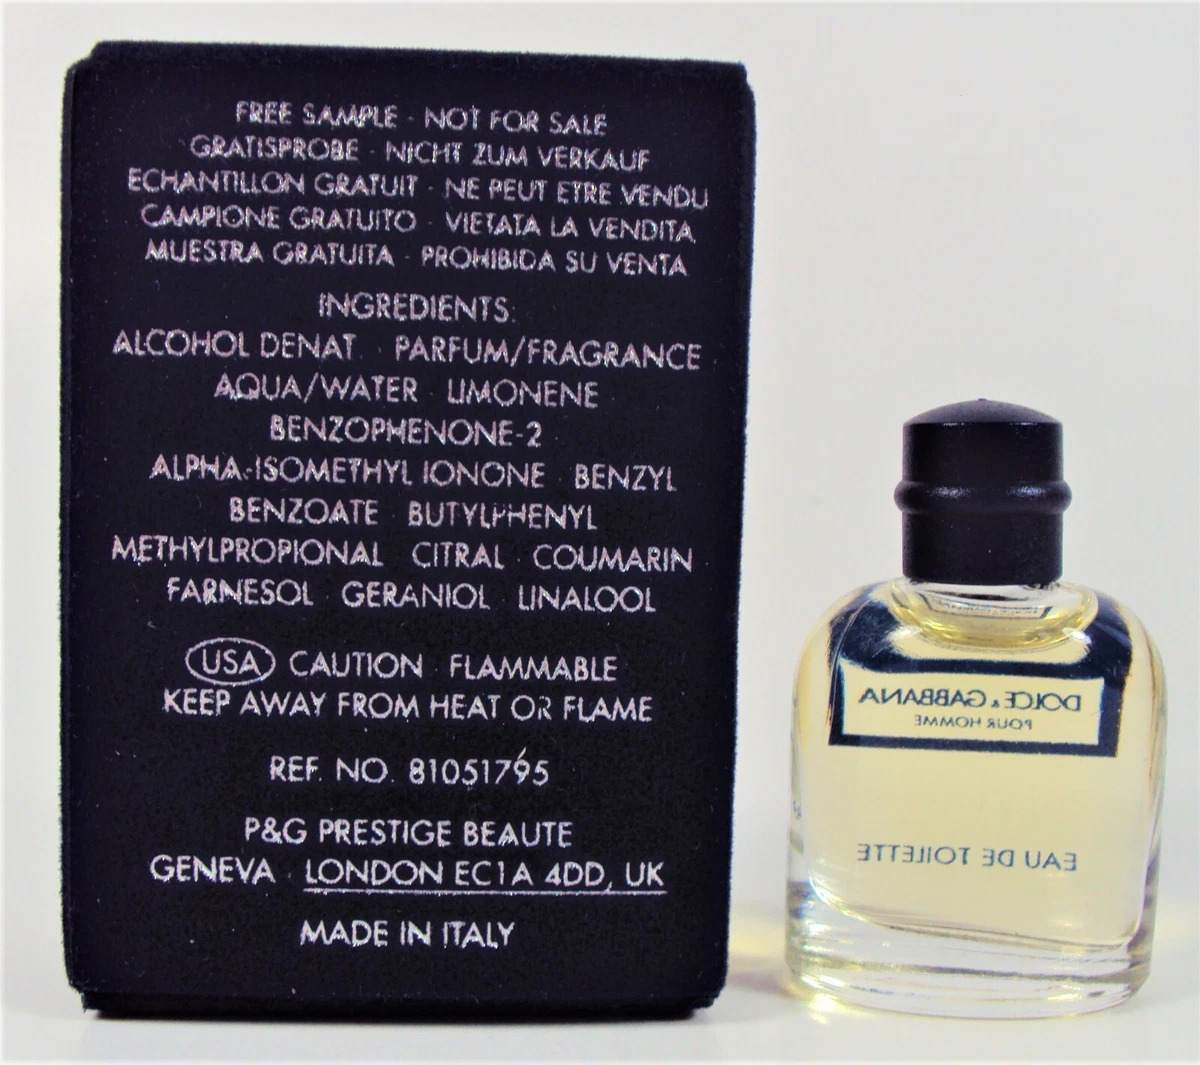 FREE SAMPLE · NOT FOR SALE
GRATISPROBE · NICHT ZUM VERKAUF
ECHANTILLON GRATUIT · NE PEUT ETRE VENDU
CAMPIONE GRATUITO · VIETATA LA VENDITA
MUESTRA GRATUITA · PROHIBIDA SU VENTA
INGREDIENTS:
ALCOHOL DENAT · PARFUM/FRAGRANCE
AQUA/WATER · LIMONENE
BENZOPHENONE-2
ALPHA-ISOMETHYL IONONE · BENZYL
BENZOATE · BUTYLPHENYL
METHYLPROPIONAL · CITRAL · COUMARIN
FARNESOL · GERANIOL · LINALOOL
USA CAUTION · FLAMMABLE
KEEP AWAY FROM HEAT OR FLAME
REF. NO. 81051795
P&G PRESTIGE BEAUTE
GENEVA · LONDON EC1A 4DD, UK
MADE IN ITALY
DOLCE & GABBANA
POUR HOMME
EAU DE TOILETTE